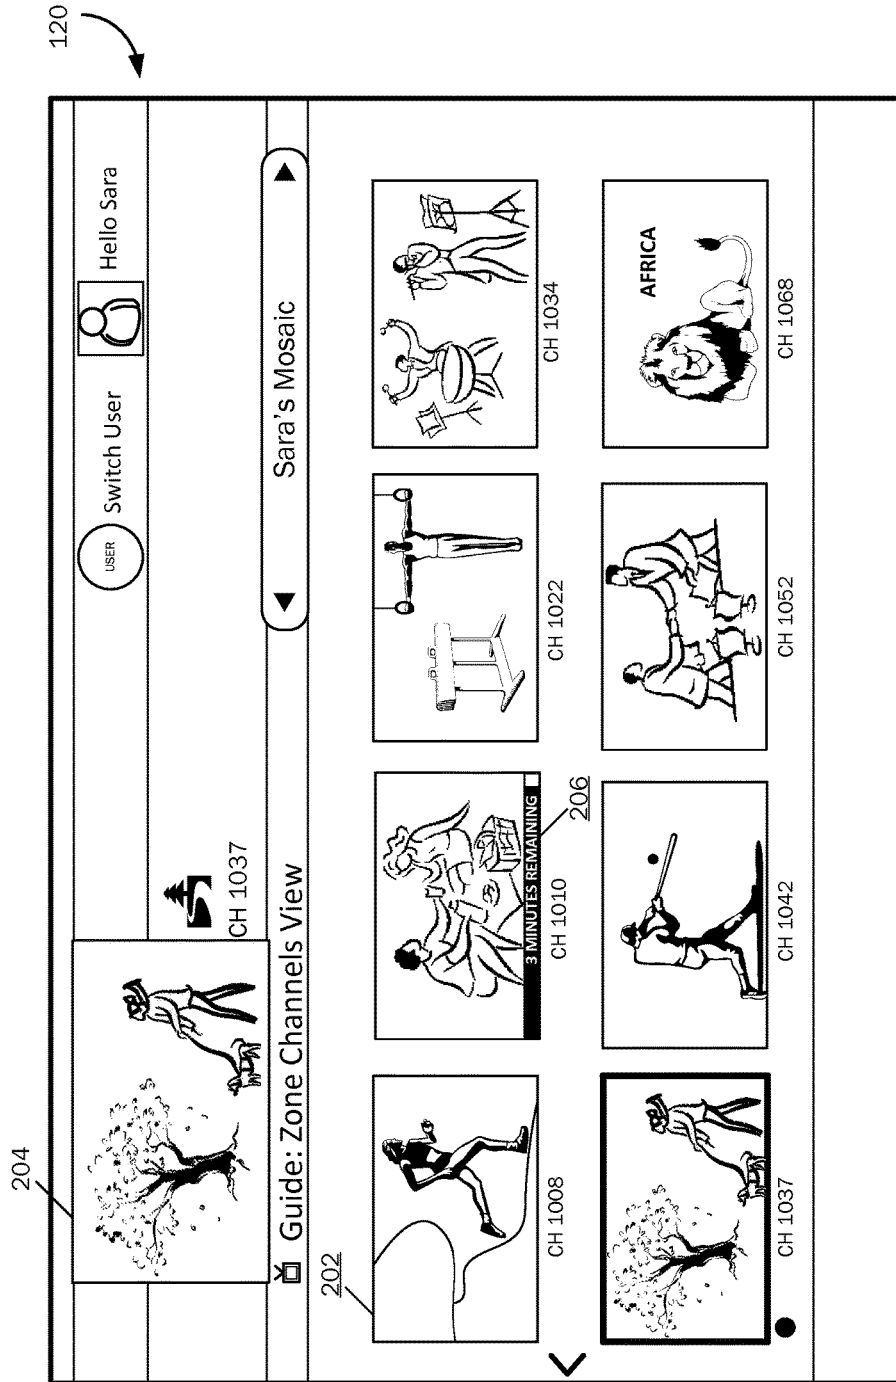 120
204
USER
Switch User
Hello Sara
CH 1037
Guide: Zone Channels View
Sara's Mosaic
202
3 MINUTES REMAINING
206
CH 1008
CH 1010
CH 1022
CH 1034
AFRICA
CH 1037
CH 1042
CH 1052
CH 1068